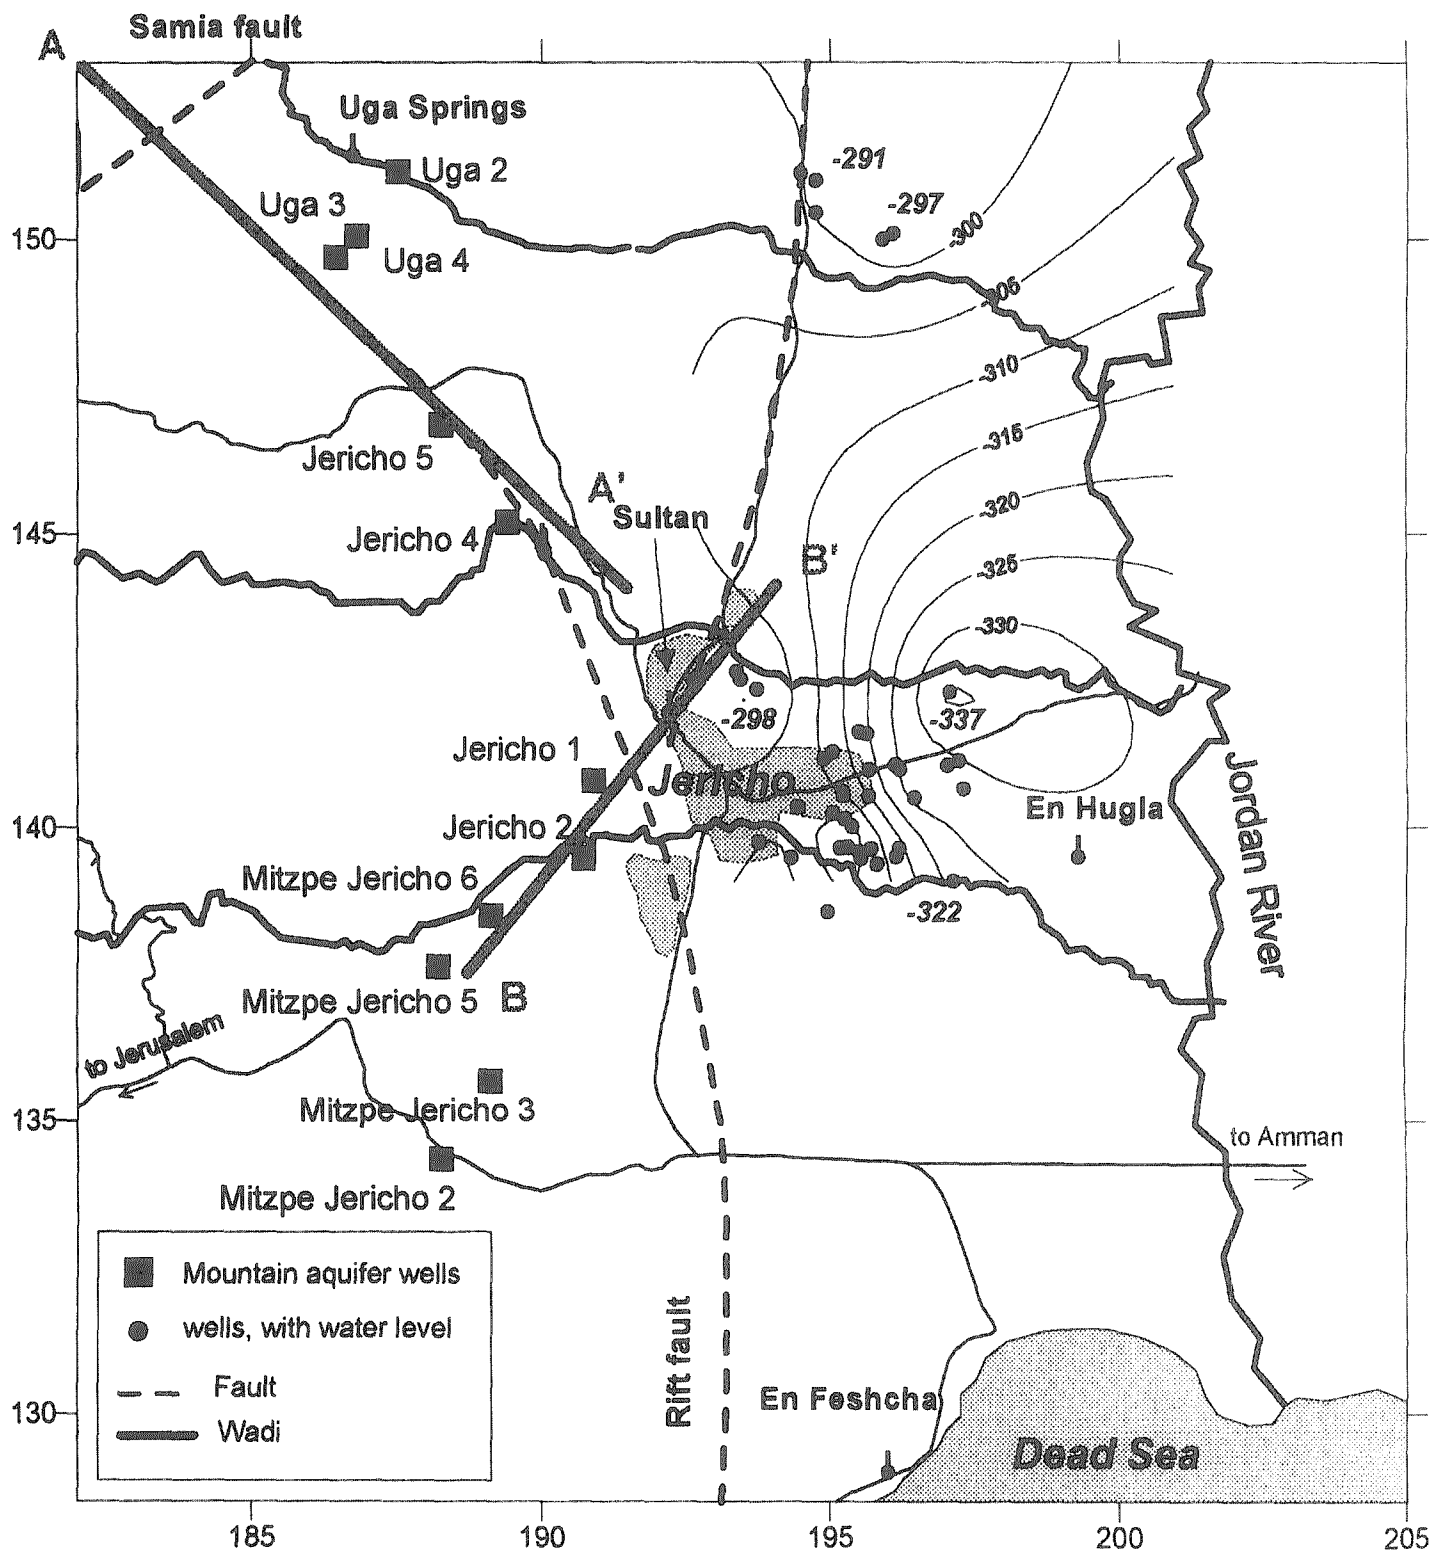 Samia fault
A
Uga Springs
Uga 2
-291
Uga 3
-297
-300
150
Uga 4
-310
-315
Jericho 5
A'
-320
Sultan
145
Jericho 4
B'
-325
-330
-298
-337
Jericho 1
Jericho
En Hugla
140
Jericho 2
Mitzpe Jericho 6
-322
Jordan River
Mitzpe Jericho 5
B
to Jerusalem
Mitzpe Jericho 3
135
to Amman
Mitzpe Jericho 2
Mountain aquifer wells
wells, with water level
Fault
Wadi
Rift fault
130
En Feshcha
Dead Sea
185
190
195
200
205